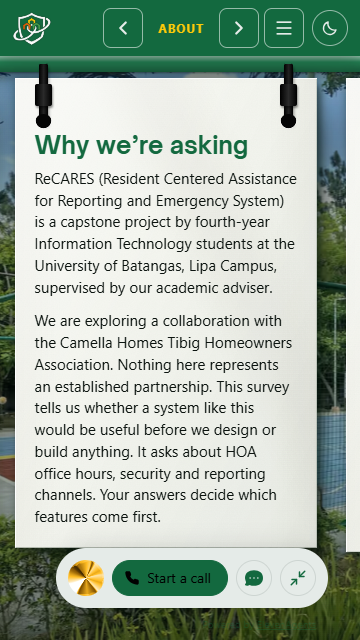 ABOUT
Why we're asking
ReCARES (Resident Centered Assistance
for Reporting and Emergency System)
is a capstone project by fourth-year
Information Technology students at the
University of Batangas, Lipa Campus,
supervised by our academic adviser.
We are exploring a collaboration with
the Camella Homes Tibig Homeowners
Association. Nothing here represents
an established partnership. This survey
tells us whether a system like this
would be useful before we design or
build anything. It asks about HOA
office hours, security and reporting
channels. Your answers decide which
features come first.
Start a call